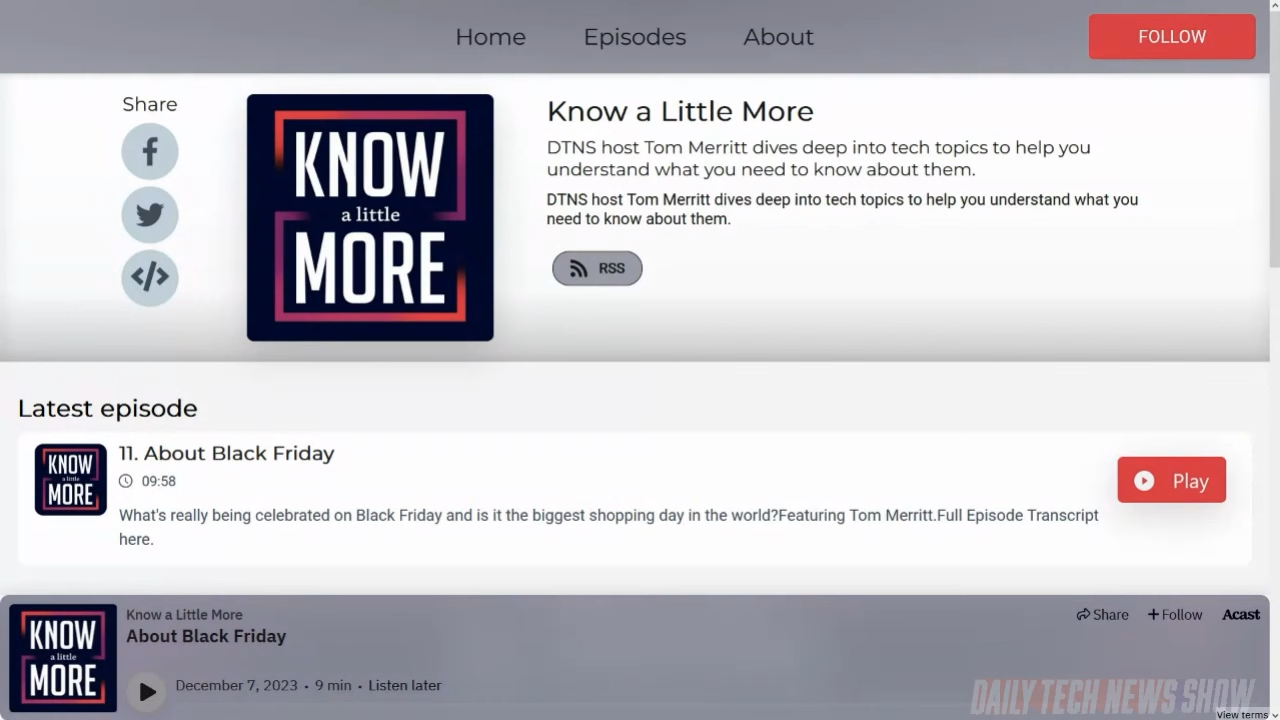 Home Episodes About FOLLOW
Share
KNOW
a little
MORE
Know a Little More
DTNS host Tom Merritt dives deep into tech topics to help you
understand what you need to know about them.
DTNS host Tom Merritt dives deep into tech topics to help you understand what you
need to know about them.
RSS
Latest episode
KNOW
a little
MORE
11. About Black Friday
09:58
What's really being celebrated on Black Friday and is it the biggest shopping day in the world?Featuring Tom Merritt.Full Episode Transcript
here.
Play
KNOW
a little
MORE
Know a Little More
About Black Friday
December 7, 2023 • 9 min • Listen later
Share + Follow Acast
DAILY TECH NEWS SHOW
View terms